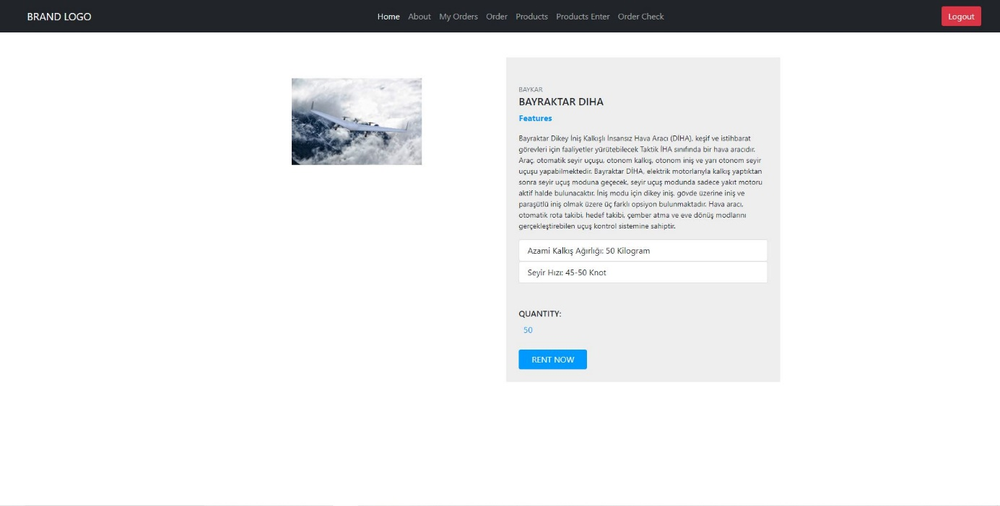 BRAND LOGO
Home About My Orders Order Products Products Enter Order Check
Logout
BAYKAR
BAYRAKTAR DIHA
Features
Bayraktar Dikey İniş Kalkışlı İnsansız Hava Aracı (DİHA), keşif ve istihbarat
görevleri için faaliyetler yürütebilecek Taktik İHA sınıfında bir hava aracıdır.
Araç, otomatik seyir uçuşu, otonom kalkış, otonom iniş ve yarı otonom seyir
uçuşu yapabilmektedir. Bayraktar DİHA, elektrik motorlarıyla kalkış yaptıktan
sonra seyir uçuş moduna geçecek, seyir uçuş modunda sadece yakıt motoru
aktif halde bulunacaktır. İniş modu için dikey iniş, gövde üzerine iniş ve
paraşütlü iniş olmak üzere üç farklı opsiyon bulunmaktadır. Hava aracı,
otomatik rota takibi, hedef takibi, çember atma ve eve dönüş modlarını
gerçekleştirebilen uçuş kontrol sistemine sahiptir.
Azami Kalkış Ağırlığı: 50 Kilogram
Seyir Hızı: 45-50 Knot
QUANTITY:
50
RENT NOW